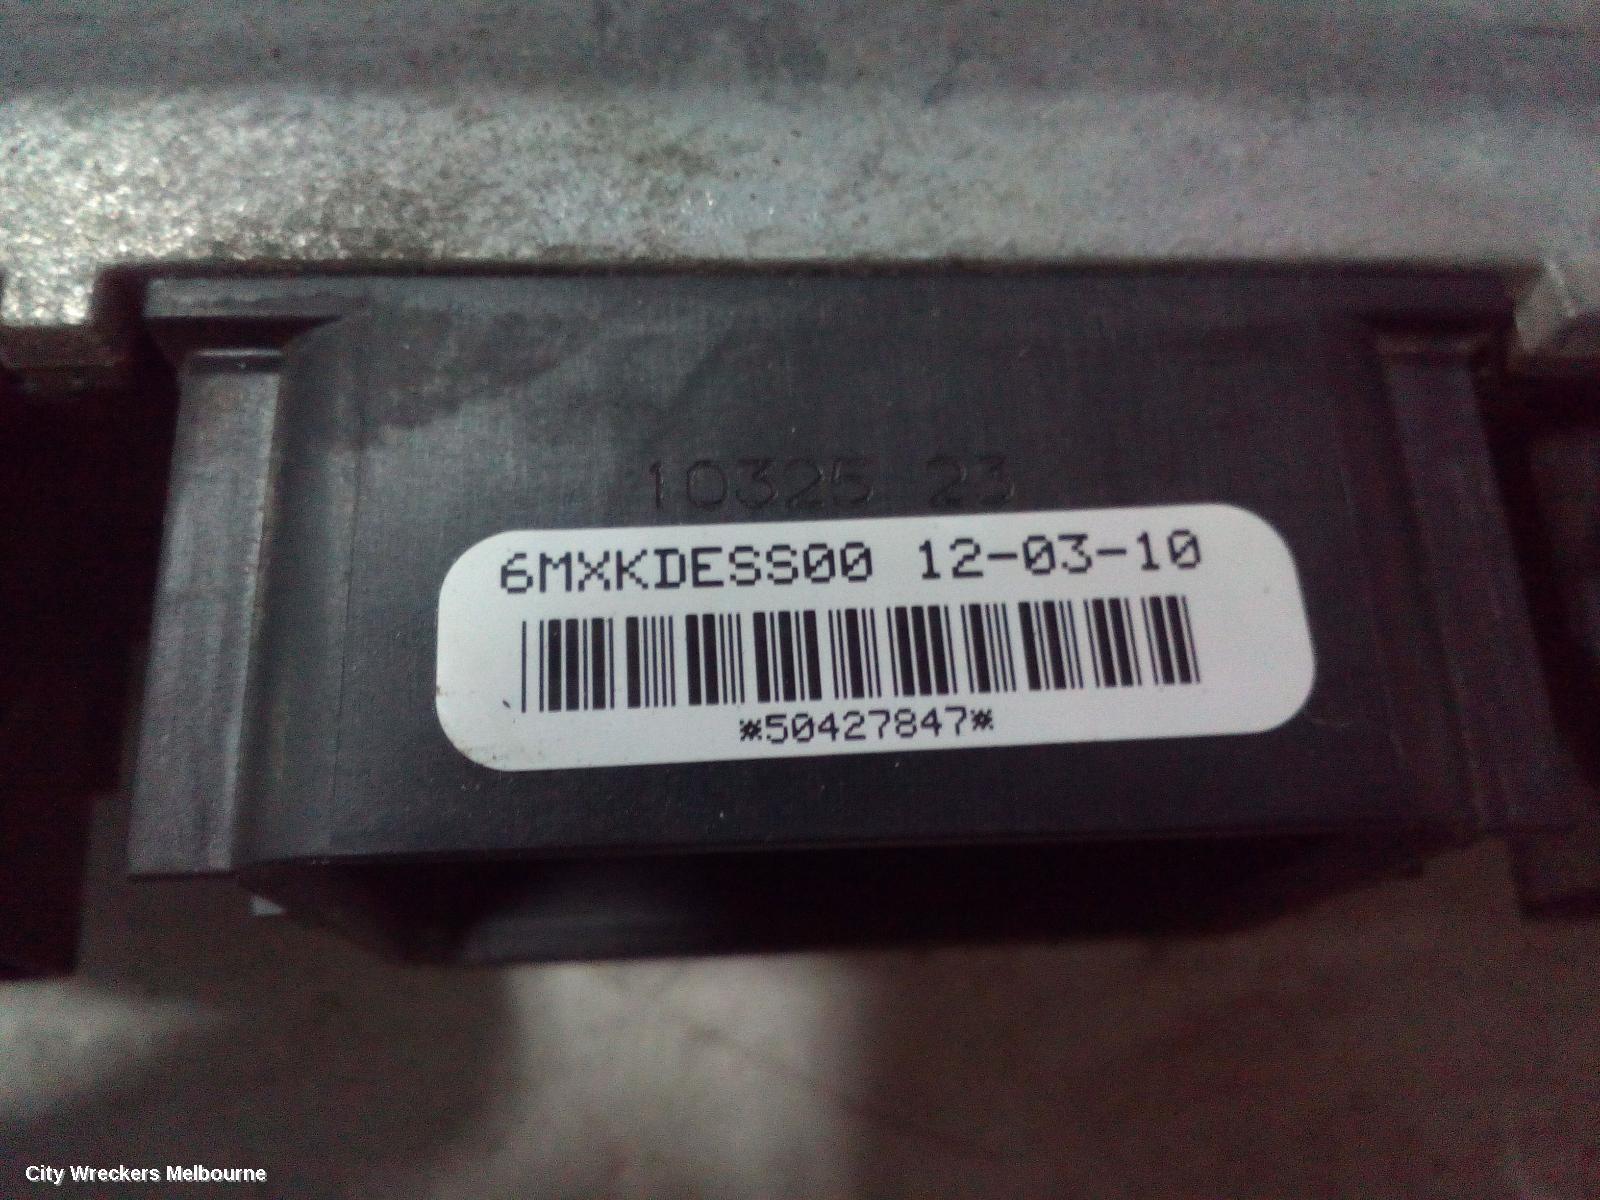 10325 23
6MXKDESS00 12-03-10
*50427847*
City Wreckers Melbourne